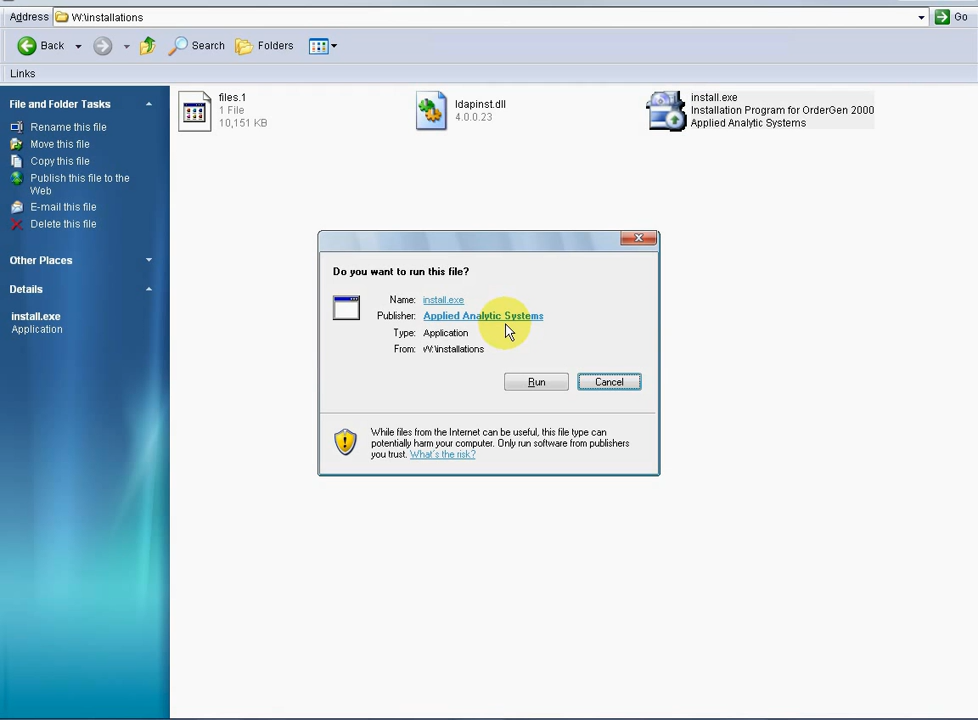 Address W:\installations Go
Back Search Folders
Links
File and Folder Tasks
Rename this file
Move this file
Copy this file
Publish this file to the
Web
E-mail this file
Delete this file
Other Places
Details
install.exe
Application
files.1
1 File
10,151 KB
ldapinst.dll
4.0.0.23
install.exe
Installation Program for OrderGen 2000
Applied Analytic Systems
Do you want to run this file?
Name: install.exe
Publisher: Applied Analytic Systems
Type: Application
From: W:\installations
Run Cancel
While files from the Internet can be useful, this file type can
potentially harm your computer. Only run software from publishers
you trust. What's the risk?